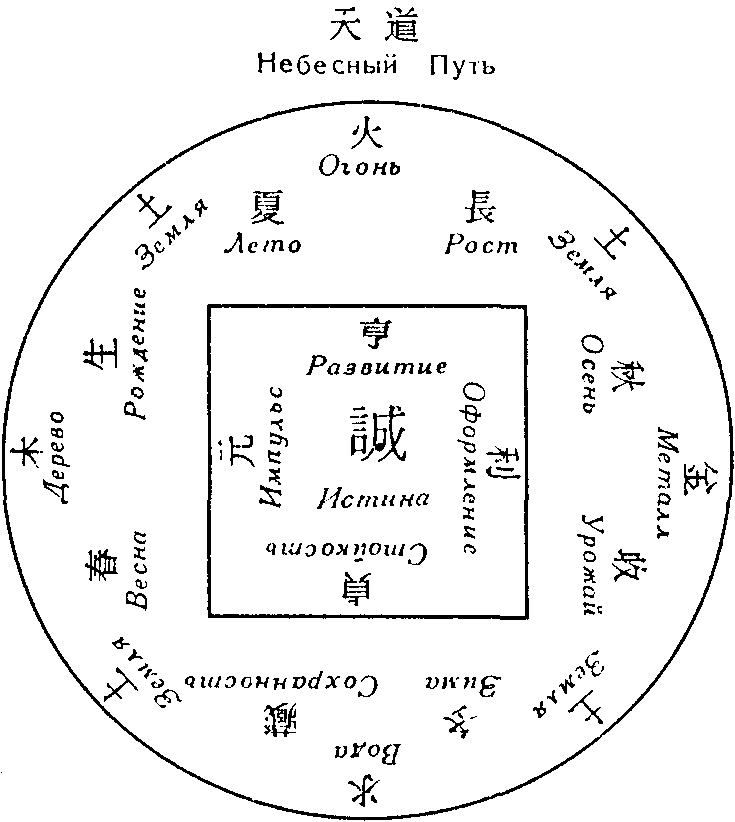 天道
Небесный Путь
火
Огонь
土
Земля
夏
Лето
長
Рост
土
Земля
生
Рождение
秋
Осень
亨
Развитие
元
Импульс
誠
Истина
利
Оформление
木
Дерево
金
Металл
Стойкость
貞
春
Весна
收
Урожай
土
Земля
Сохранность
藏
Зима
冬
土
Земля
Вода
水